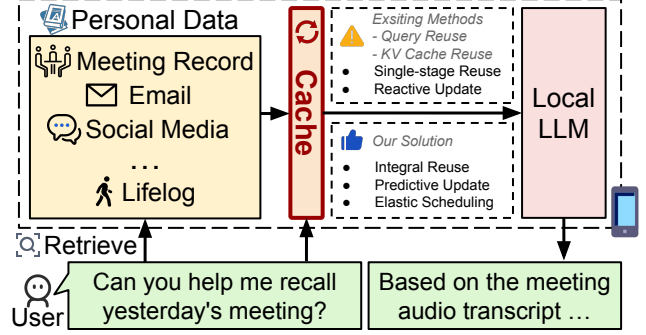 Personal Data
Meeting Record
Email
Social Media
...
Lifelog
Cache
Exsiting Methods
- Query Reuse
- KV Cache Reuse
• Single-stage Reuse
• Reactive Update
Our Solution
• Integral Reuse
• Predictive Update
• Elastic Scheduling
Local
LLM
Retrieve
User
Can you help me recall
yesterday's meeting?
Based on the meeting
audio transcript ...